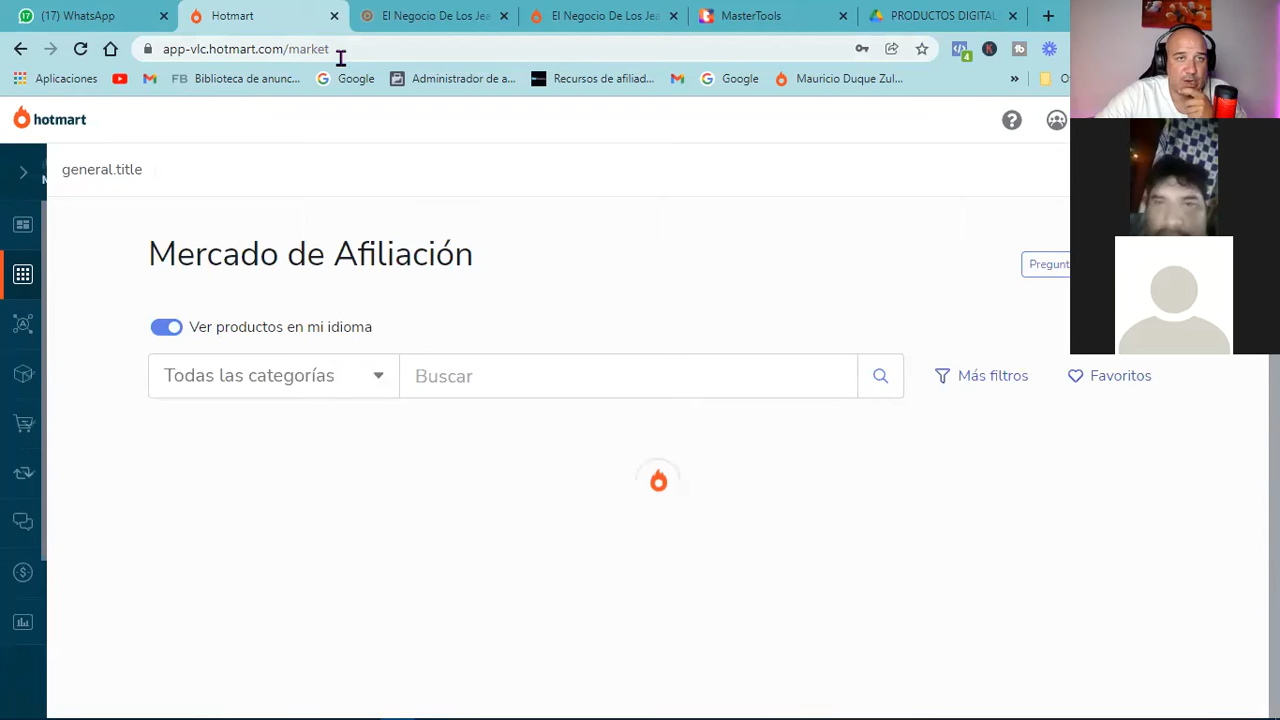 (17) WhatsApp
Hotmart
El Negocio De Los Jea
El Negocio De Los Jea
MasterTools
PRODUCTOS DIGITAL
app-vlc.hotmart.com/market
4
K
Aplicaciones
FB Biblioteca de anunc...
Google
Administrador de a...
Recursos de afiliad...
Google
Mauricio Duque Zul...
»
hotmart
general.title
Mercado de Afiliación
Pregunt
Ver productos en mi idioma
Todas las categorías
Buscar
Más filtros
Favoritos